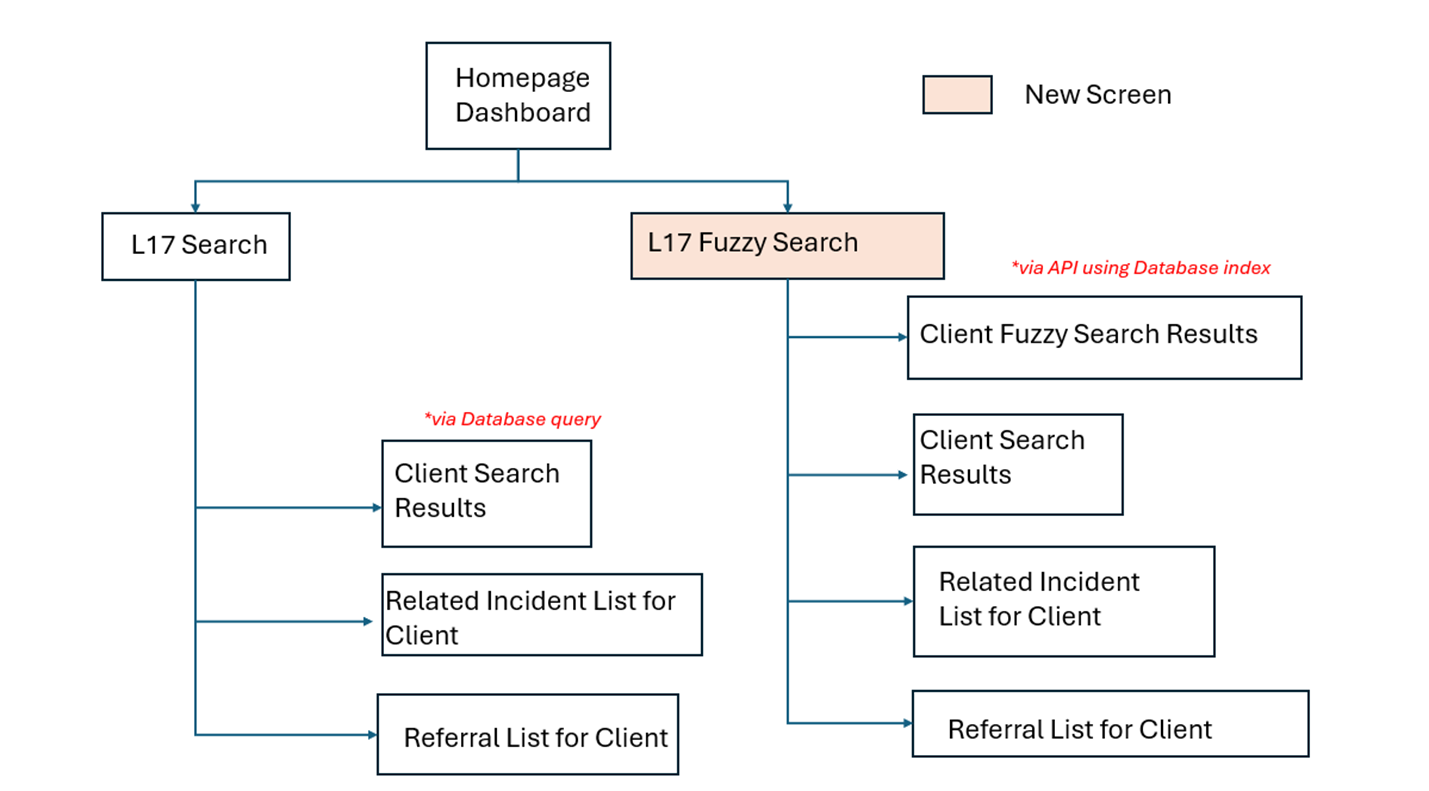 Homepage
Dashboard
New Screen
L17 Search
L17 Fuzzy Search
*via API using Database index
Client Fuzzy Search Results
*via Database query
Client Search
Results
Client Search
Results
Related Incident List for
Client
Related Incident
List for Client
Referral List for Client
Referral List for Client